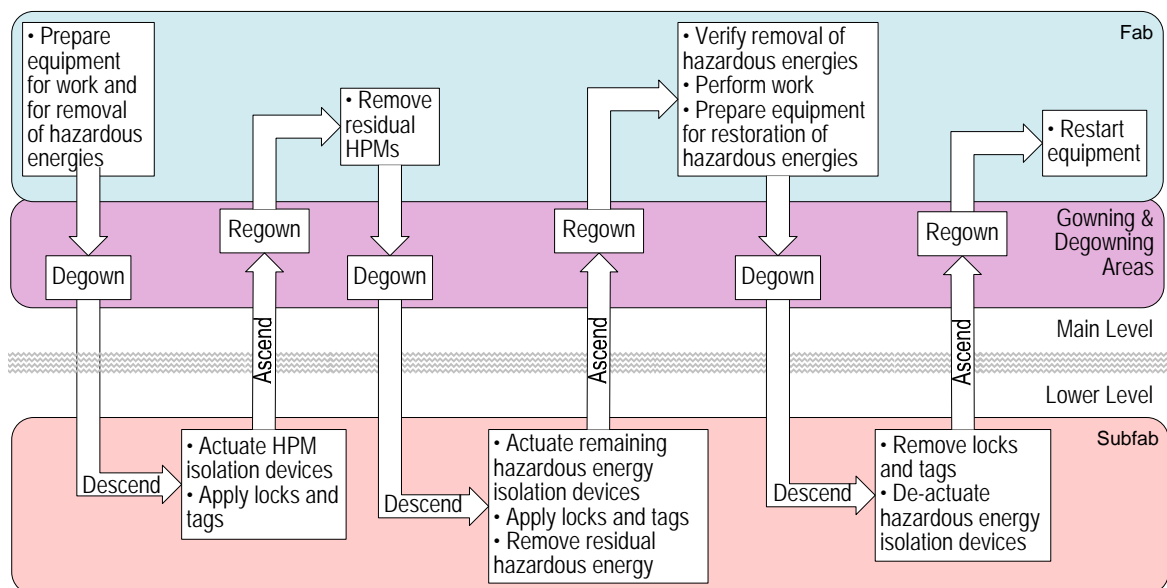 Fab
• Prepare
equipment
for work and
for removal
of hazardous
energies
• Remove
residual
HPMs
• Verify removal of
hazardous energies
• Perform work
• Prepare equipment
for restoration of
hazardous energies
• Restart
equipment
Gowning &
Degowning
Areas
Degown
Regown
Degown
Regown
Degown
Regown
Main Level
Ascend
Ascend
Ascend
Lower Level
Subfab
Descend
• Actuate HPM
isolation devices
• Apply locks and
tags
Descend
• Actuate remaining
hazardous energy
isolation devices
• Apply locks and tags
• Remove residual
hazardous energy
Descend
• Remove locks
and tags
• De-actuate
hazardous energy
isolation devices